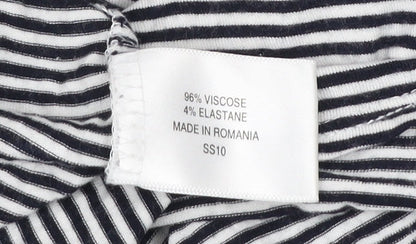 96% VISCOSE
4% ELASTANE
MADE IN ROMANIA
SS10